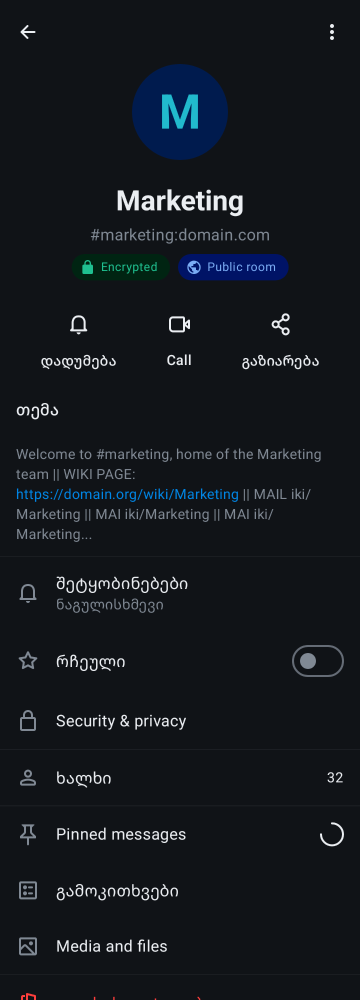 M
Marketing
#marketing:domain.com
Encrypted
Public room
დადუმება
Call
გაზიარება
თემა
Welcome to #marketing, home of the Marketing
team || WIKI PAGE:
https://domain.org/wiki/Marketing || MAIL iki/
Marketing || MAI iki/Marketing || MAI iki/
Marketing...
შეტყობინებები
ნაგულისხმევი
რჩეული
Security & privacy
ხალხი
32
Pinned messages
გამოკითხვები
Media and files